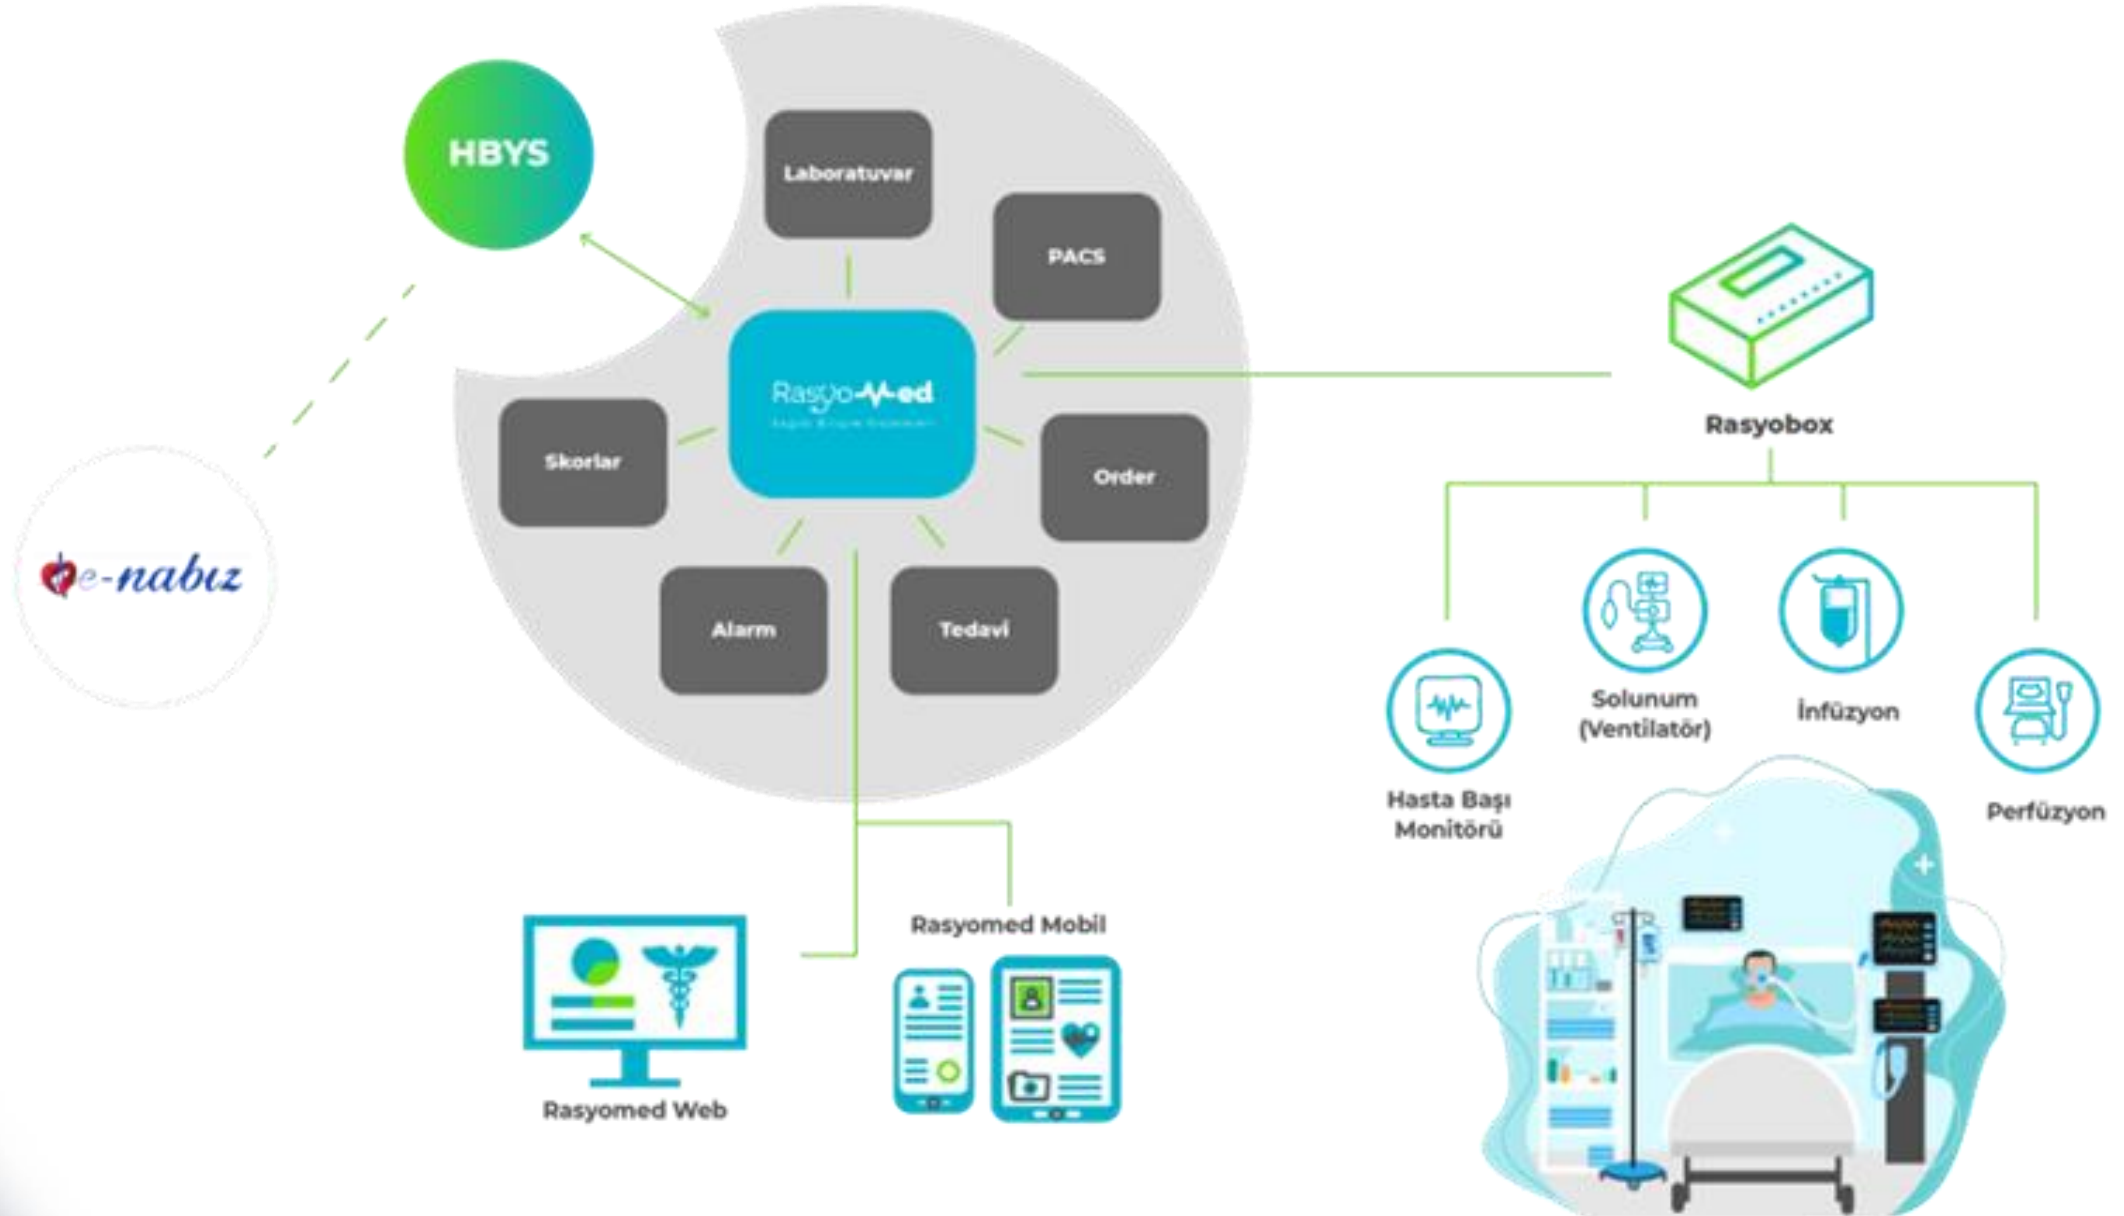 HBYS
Laboratuvar
PACS
RasyoMed
Skorlar
Order
Alarm
Tedavi
e-nabız
Rasyobox
Solunum
(Ventilatör)
İnfüzyon
Hasta Başı
Monitörü
Perfüzyon
Rasyomed Mobil
Rasyomed Web